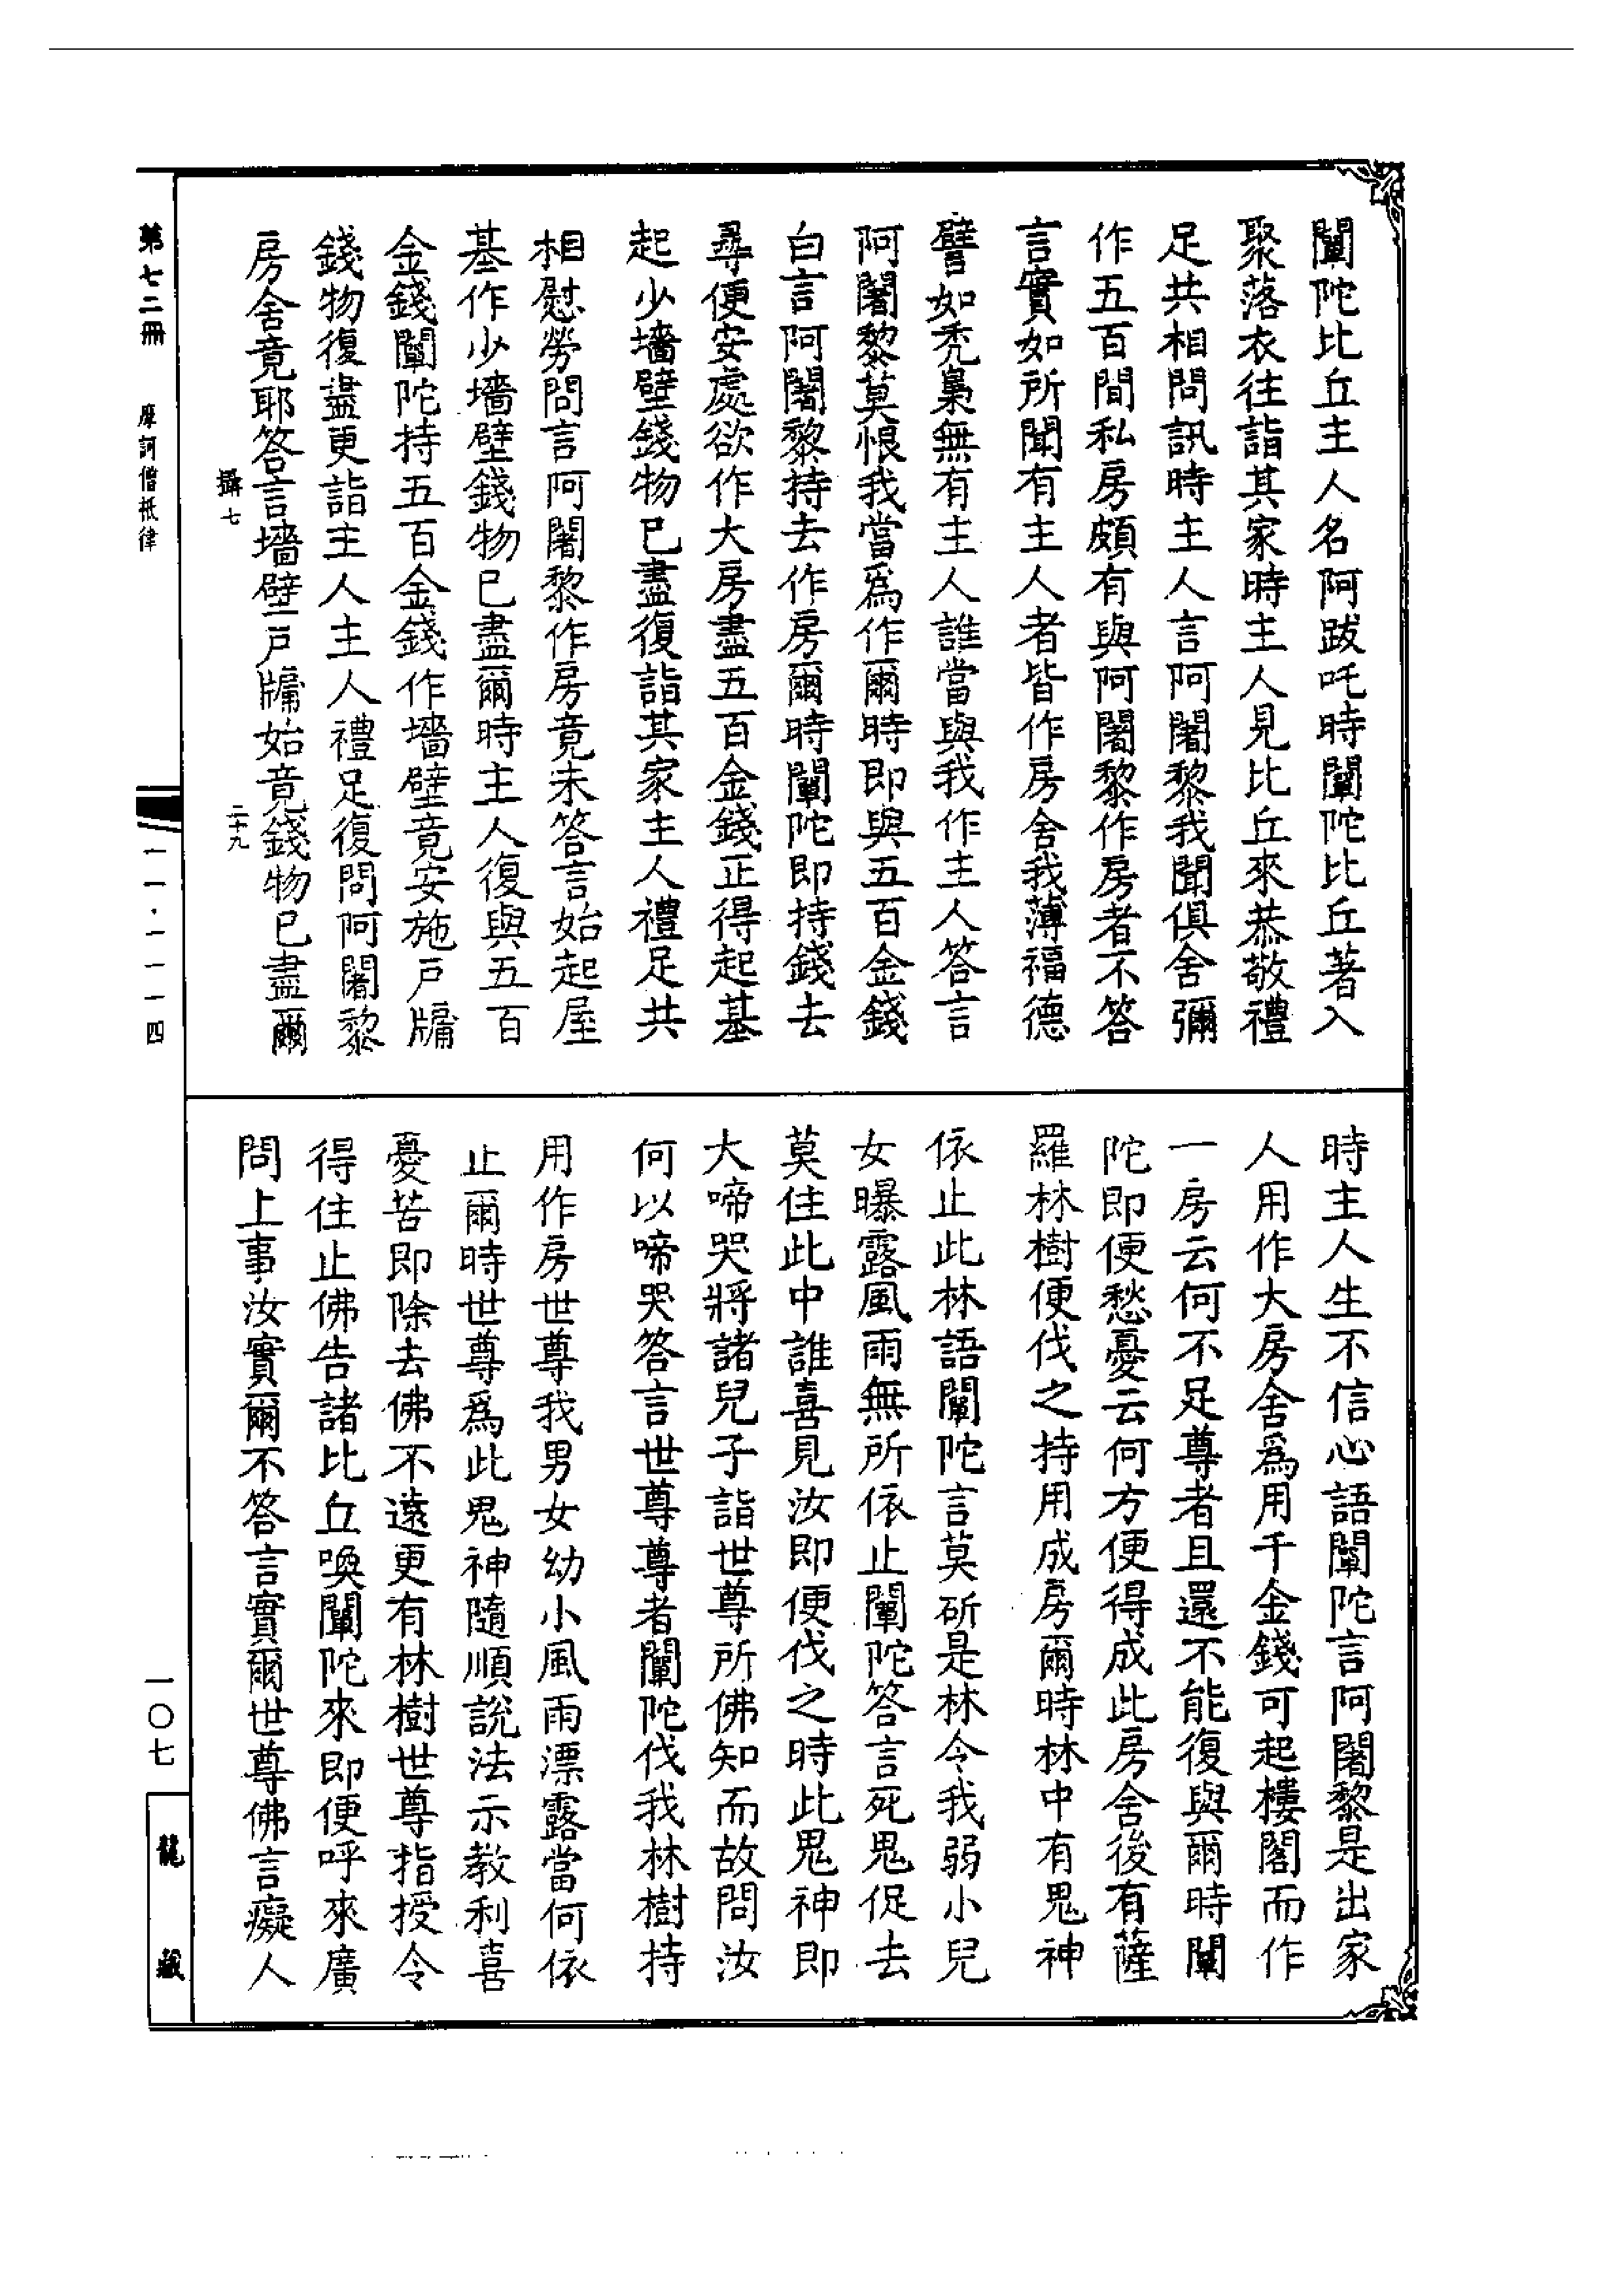 闡陀比丘主人名阿跋吒時闡陀比丘著入
聚落衣往詣其家時主人見比丘來恭敬禮
足共相問訊時主人言阿闍黎我聞俱舍彌
作五百間私房頗有與阿闍黎作房者不答
言實如所聞有主人者皆作房舍我薄福德
譬如禿梟無有主人誰當與我作主人答言
阿闍黎莫恨我當爲作爾時即與五百金錢
白言阿闍黎持去作房爾時闡陀即持錢去
尋便安處欲作大房盡五百金錢正得起基
起少墻壁錢物已盡復詣其家主人禮足共
相慰勞問言阿闍黎作房竟未答言始起屋
基作少墻壁錢物已盡爾時主人復與五百
金錢闡陀持五百金錢作墻壁竟安施戶牖
錢物復盡更詣主人主人禮足復問阿闍黎
房舍竟耶答言墻壁戶牖始竟錢物已盡爾
攝七
二十九
時主人生不信心語闡陀言阿闍黎是出家
人用作大房舍爲用千金錢可起樓閣而作
一房云何不足尊者且還不能復與爾時闡
陀即便愁憂云何方便得成此房舍後有薩
羅林樹便伐之持用成房爾時林中有鬼神
依止此林語闡陀言莫斫是林令我弱小兒
女曝露風雨無所依止闡陀答言死鬼促去
莫住此中誰喜見汝即便伐之時此鬼神即
大啼哭將諸兒子詣世尊所佛知而故問汝
何以啼哭答言世尊尊者闡陀伐我林樹持
用作房世尊我男女幼小風雨漂露當何依
止爾時世尊爲此鬼神隨順說法示教利喜
憂苦即除去佛不遠更有林樹世尊指授令
得住止佛告諸比丘喚闡陀來即便呼來廣
問上事汝實爾不答言實爾世尊佛言癡人
第七二冊
摩訶僧祇律
一一·一一一四
一〇七
龍藏